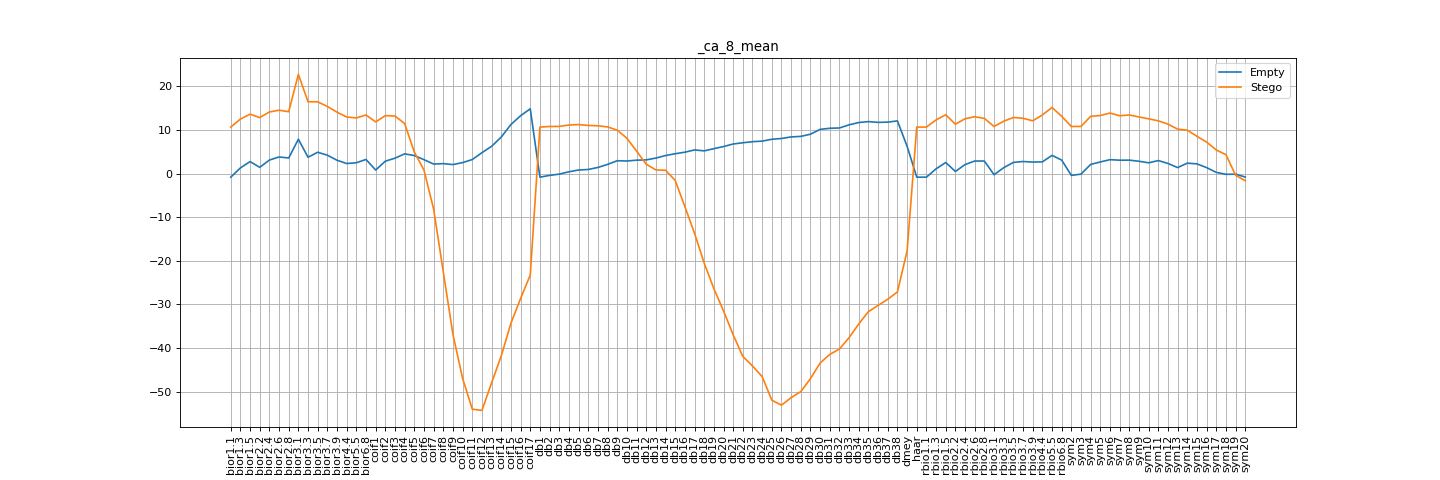 _ca_8_mean
Empty
Stego
20
10
0
−10
−20
−30
−40
−50
bior1.1
bior1.3
bior1.5
bior2.2
bior2.4
bior2.6
bior2.8
bior3.1
bior3.3
bior3.5
bior3.7
bior3.9
bior4.4
bior5.5
bior6.8
coif1
coif2
coif3
coif4
coif5
coif6
coif7
coif8
coif9
coif10
coif11
coif12
coif13
coif14
coif15
coif16
coif17
db1
db2
db3
db4
db5
db6
db7
db8
db9
db10
db11
db12
db13
db14
db15
db16
db17
db18
db19
db20
db21
db22
db23
db24
db25
db26
db27
db28
db29
db30
db31
db32
db33
db34
db35
db36
db37
db38
dmey
haar
rbio1.1
rbio1.3
rbio1.5
rbio2.2
rbio2.4
rbio2.6
rbio2.8
rbio3.1
rbio3.3
rbio3.5
rbio3.7
rbio3.9
rbio4.4
rbio5.5
rbio6.8
sym2
sym3
sym4
sym5
sym6
sym7
sym8
sym9
sym10
sym11
sym12
sym13
sym14
sym15
sym16
sym17
sym18
sym19
sym20